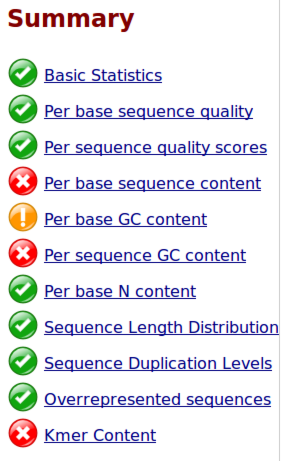 Summary
Basic Statistics
Per base sequence quality
Per sequence quality scores
Per base sequence content
Per base GC content
Per sequence GC content
Per base N content
Sequence Length Distribution
Sequence Duplication Levels
Overrepresented sequences
Kmer Content